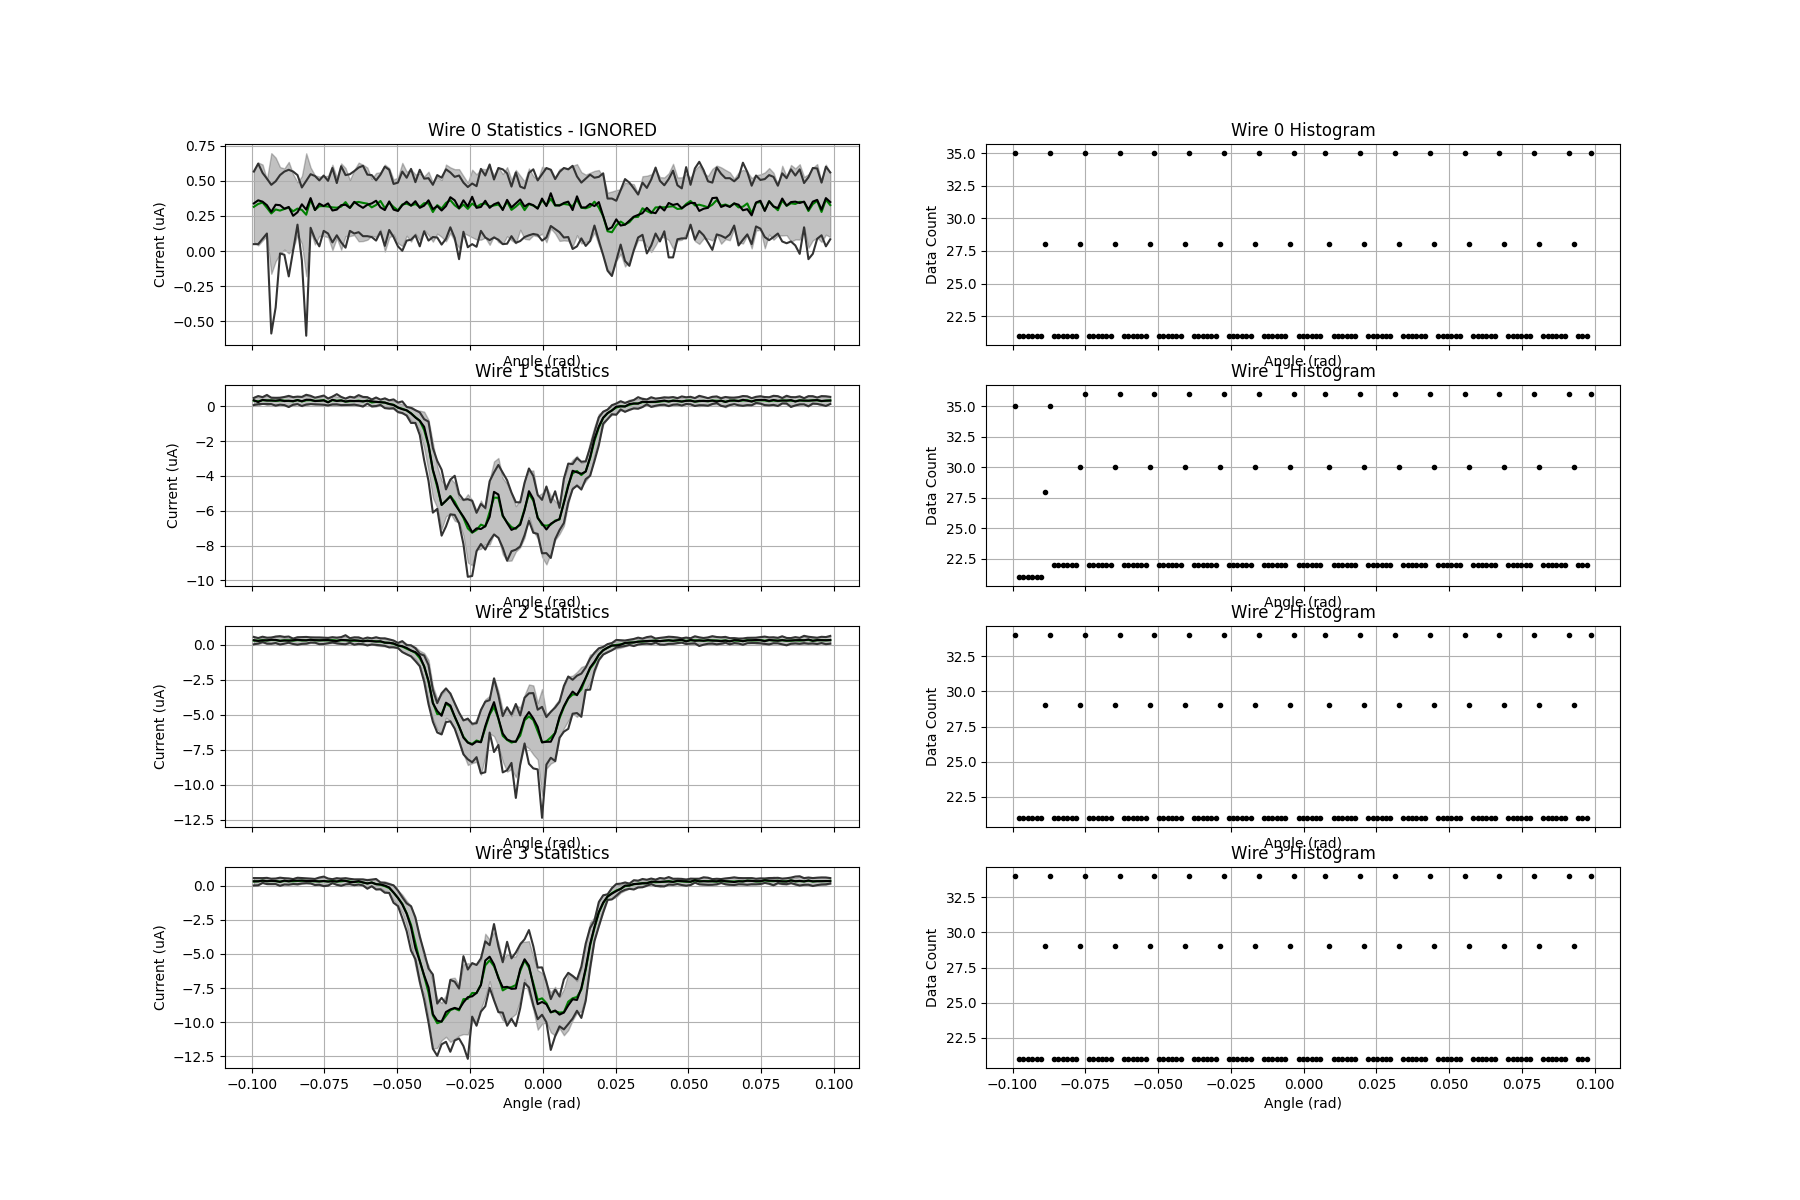 Wire 0 Statistics - IGNORED
0.75
0.50
0.25
0.00
−0.25
−0.50
Current (uA)
Angle (rad)
Wire 0 Histogram
35.0
32.5
30.0
27.5
25.0
22.5
Data Count
Angle (rad)
Wire 1 Statistics
0
−2
−4
−6
−8
−10
Current (uA)
Angle (rad)
Wire 1 Histogram
35.0
32.5
30.0
27.5
25.0
22.5
Data Count
Angle (rad)
Wire 2 Statistics
0.0
−2.5
−5.0
−7.5
−10.0
−12.5
Current (uA)
Angle (rad)
Wire 2 Histogram
32.5
30.0
27.5
25.0
22.5
Data Count
Angle (rad)
Wire 3 Statistics
0.0
−2.5
−5.0
−7.5
−10.0
−12.5
Current (uA)
−0.100 −0.075 −0.050 −0.025 0.000 0.025 0.050 0.075 0.100
Angle (rad)
Wire 3 Histogram
32.5
30.0
27.5
25.0
22.5
Data Count
−0.100 −0.075 −0.050 −0.025 0.000 0.025 0.050 0.075 0.100
Angle (rad)